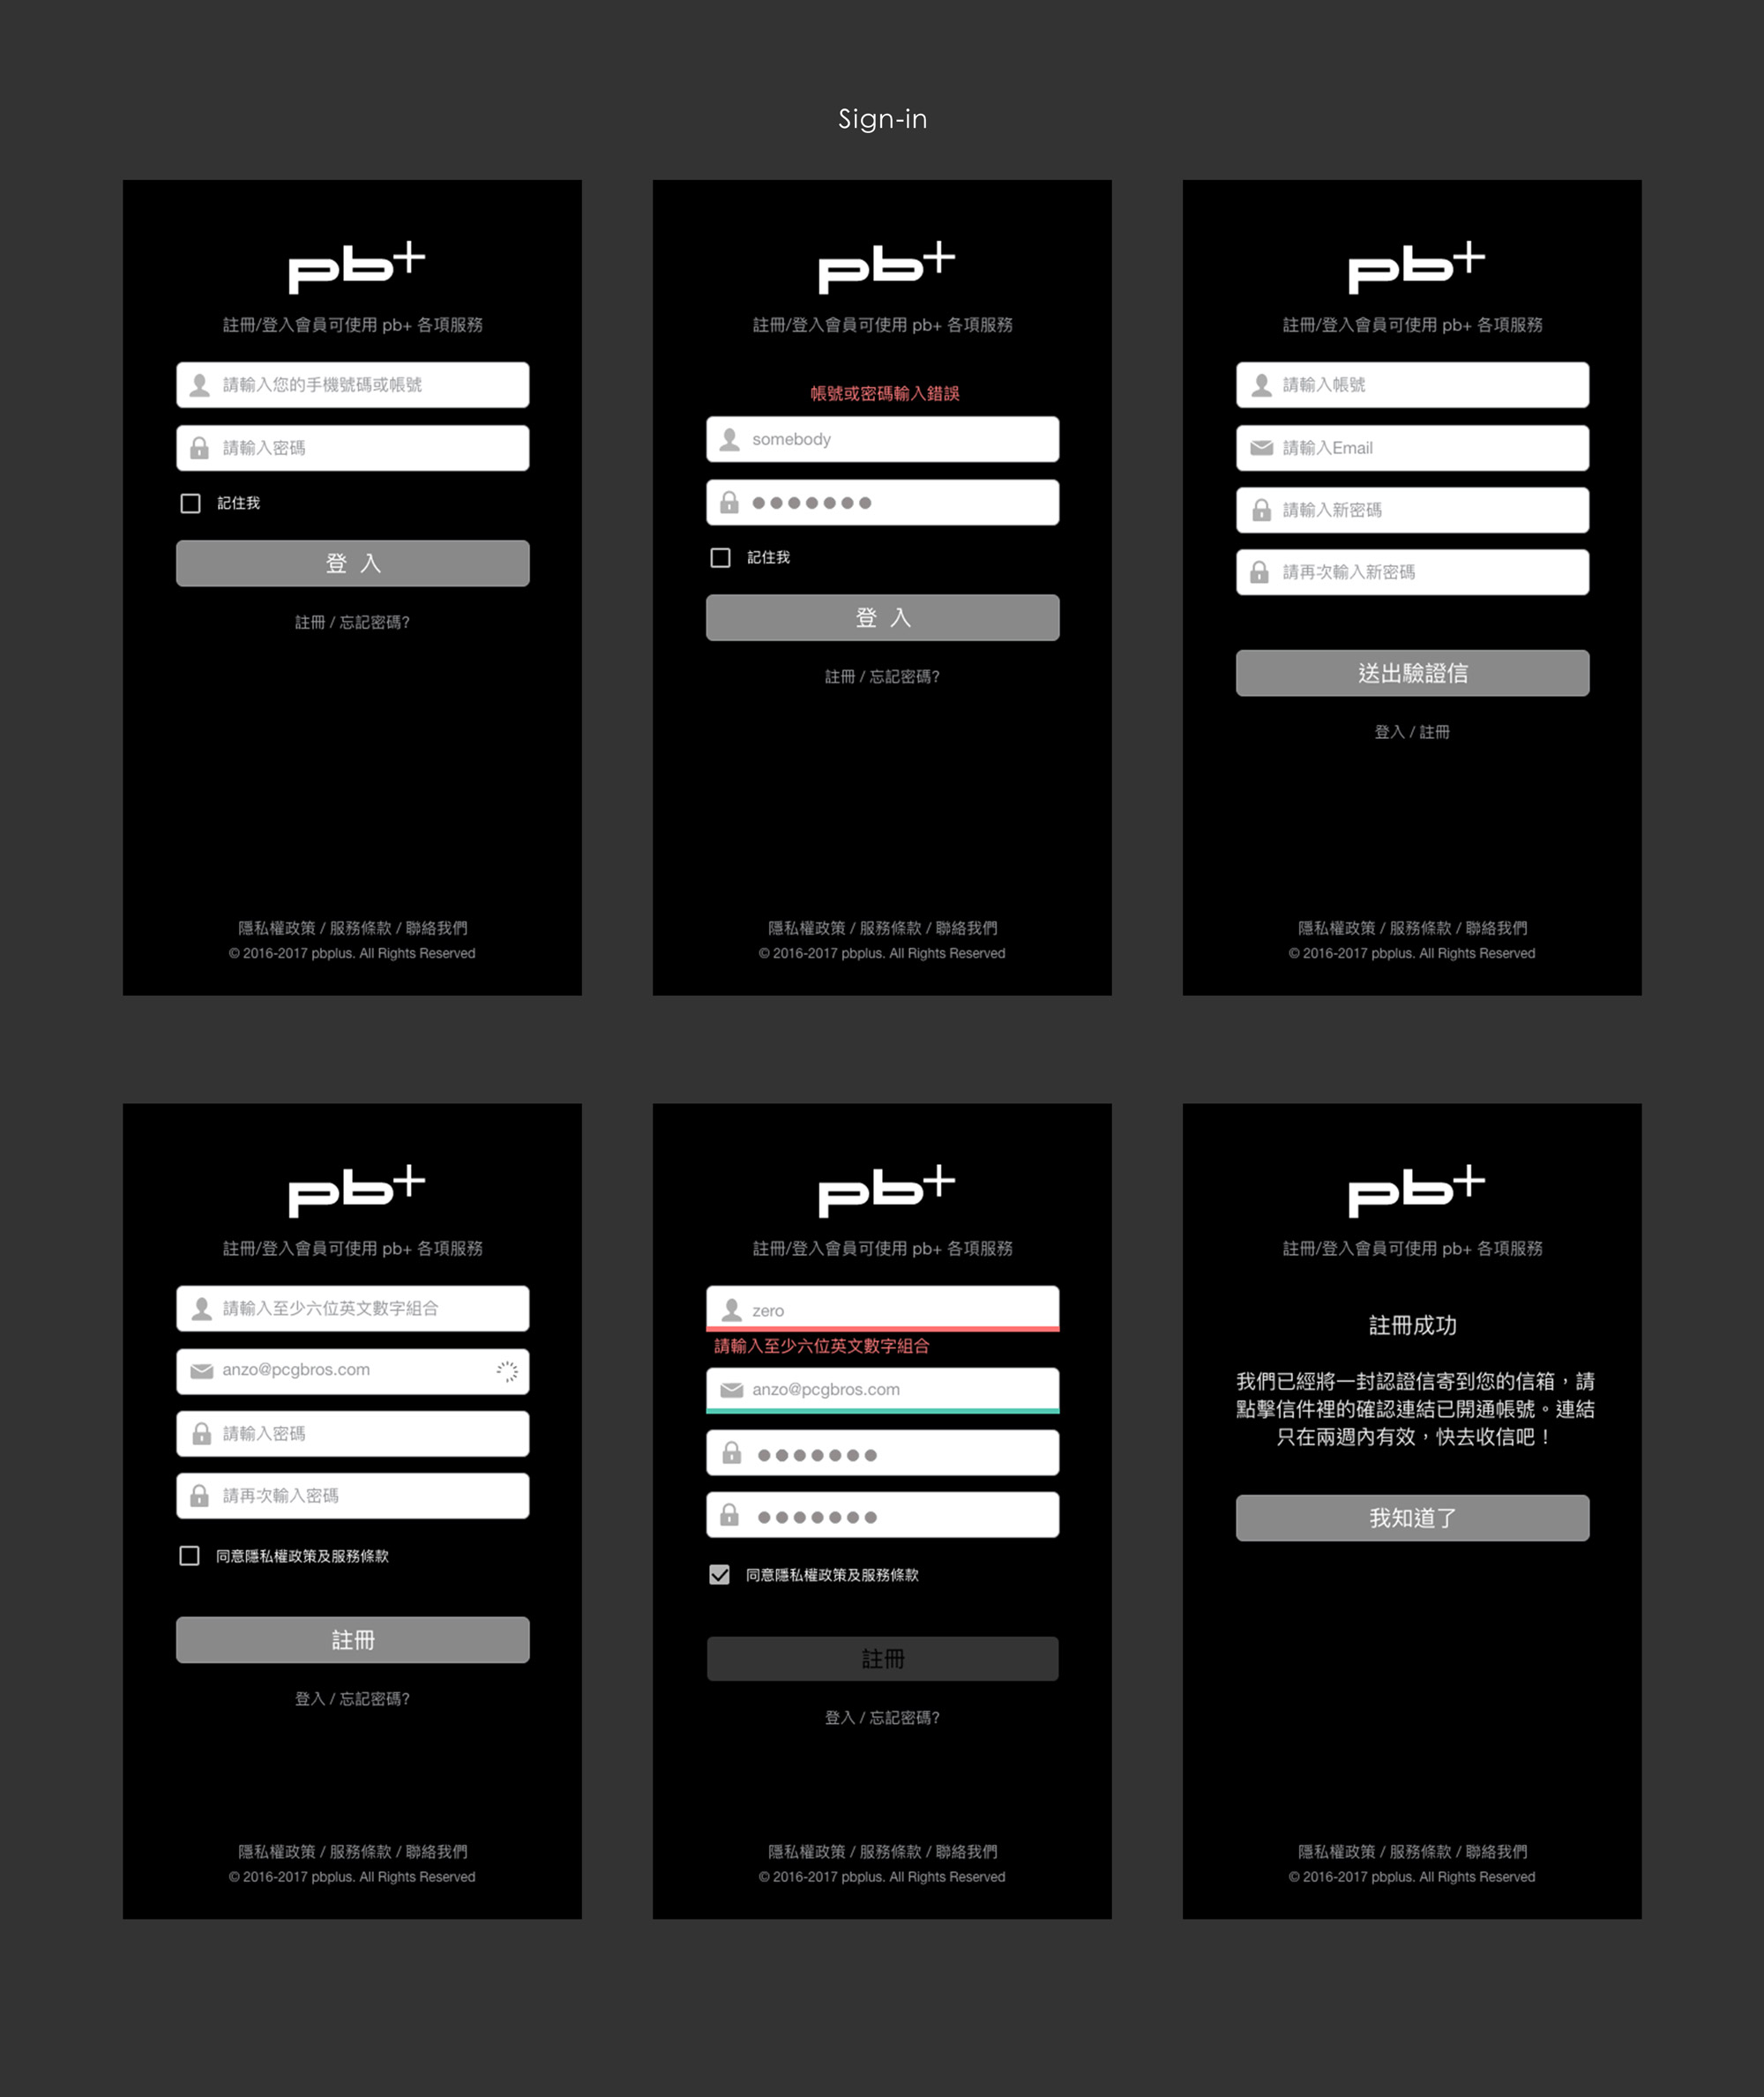 Sign-in
pb+
註冊/登入會員可使用 pb+ 各項服務
請輸入您的手機號碼或帳號
請輸入密碼
記住我
登 入
註冊 / 忘記密碼?
隱私權政策 / 服務條款 / 聯絡我們
© 2016-2017 pbplus. All Rights Reserved
pb+
註冊/登入會員可使用 pb+ 各項服務
帳號或密碼輸入錯誤
somebody
記住我
登 入
註冊 / 忘記密碼?
隱私權政策 / 服務條款 / 聯絡我們
© 2016-2017 pbplus. All Rights Reserved
pb+
註冊/登入會員可使用 pb+ 各項服務
請輸入帳號
請輸入Email
請輸入新密碼
請再次輸入新密碼
送出驗證信
登入 / 註冊
隱私權政策 / 服務條款 / 聯絡我們
© 2016-2017 pbplus. All Rights Reserved
pb+
註冊/登入會員可使用 pb+ 各項服務
請輸入至少六位英文數字組合
anzo@pcgbros.com
請輸入密碼
請再次輸入密碼
同意隱私權政策及服務條款
註冊
登入 / 忘記密碼?
隱私權政策 / 服務條款 / 聯絡我們
© 2016-2017 pbplus. All Rights Reserved
pb+
註冊/登入會員可使用 pb+ 各項服務
zero
請輸入至少六位英文數字組合
anzo@pcgbros.com
同意隱私權政策及服務條款
註冊
登入 / 忘記密碼?
隱私權政策 / 服務條款 / 聯絡我們
© 2016-2017 pbplus. All Rights Reserved
pb+
註冊/登入會員可使用 pb+ 各項服務
註冊成功
我們已經將一封認證信寄到您的信箱，請
點擊信件裡的確認連結已開通帳號。連結
只在兩週內有效，快去收信吧！
我知道了
隱私權政策 / 服務條款 / 聯絡我們
© 2016-2017 pbplus. All Rights Reserved